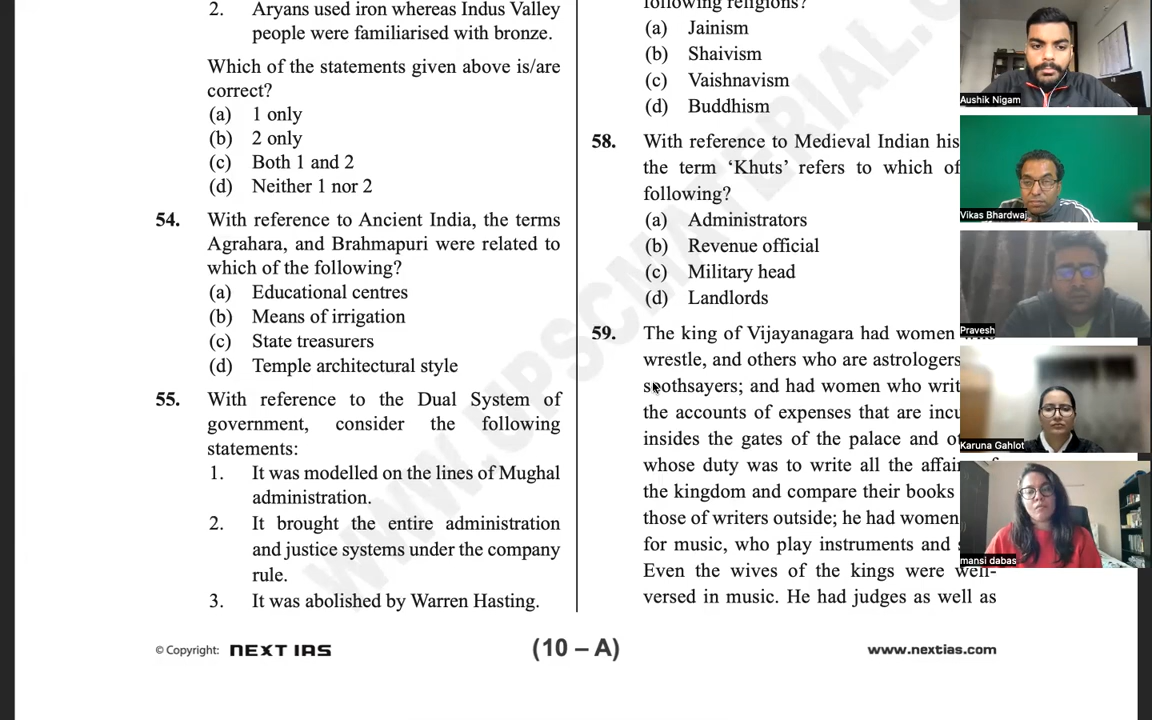 2. Aryans used iron whereas Indus Valley
people were familiarised with bronze.
Which of the statements given above is/are
correct?
(a) 1 only
(b) 2 only
(c) Both 1 and 2
(d) Neither 1 nor 2
54. With reference to Ancient India, the terms
Agrahara, and Brahmapuri were related to
which of the following?
(a) Educational centres
(b) Means of irrigation
(c) State treasurers
(d) Temple architectural style
55. With reference to the Dual System of
government, consider the following
statements:
1. It was modelled on the lines of Mughal
administration.
2. It brought the entire administration
and justice systems under the company
rule.
3. It was abolished by Warren Hasting.
following religions?
(a) Jainism
(b) Shaivism
(c) Vaishnavism
(d) Buddhism
58. With reference to Medieval Indian his
the term ‘Khuts’ refers to which of
following?
(a) Administrators
(b) Revenue official
(c) Military head
(d) Landlords
59. The king of Vijayanagara had women
wrestle, and others who are astrologers
soothsayers; and had women who writ
the accounts of expenses that are incu
insides the gates of the palace and o
whose duty was to write all the affai
the kingdom and compare their books
those of writers outside; he had women
for music, who play instruments and s
Even the wives of the kings were well-
versed in music. He had judges as well as
© Copyright: NEXT IAS
(10 – A)
www.nextias.com
WWW.UPSCMATERIAL.
Aushik Nigam
Vikas Bhardwaj
Pravesh
Karuna Gahlot
mansi dabas